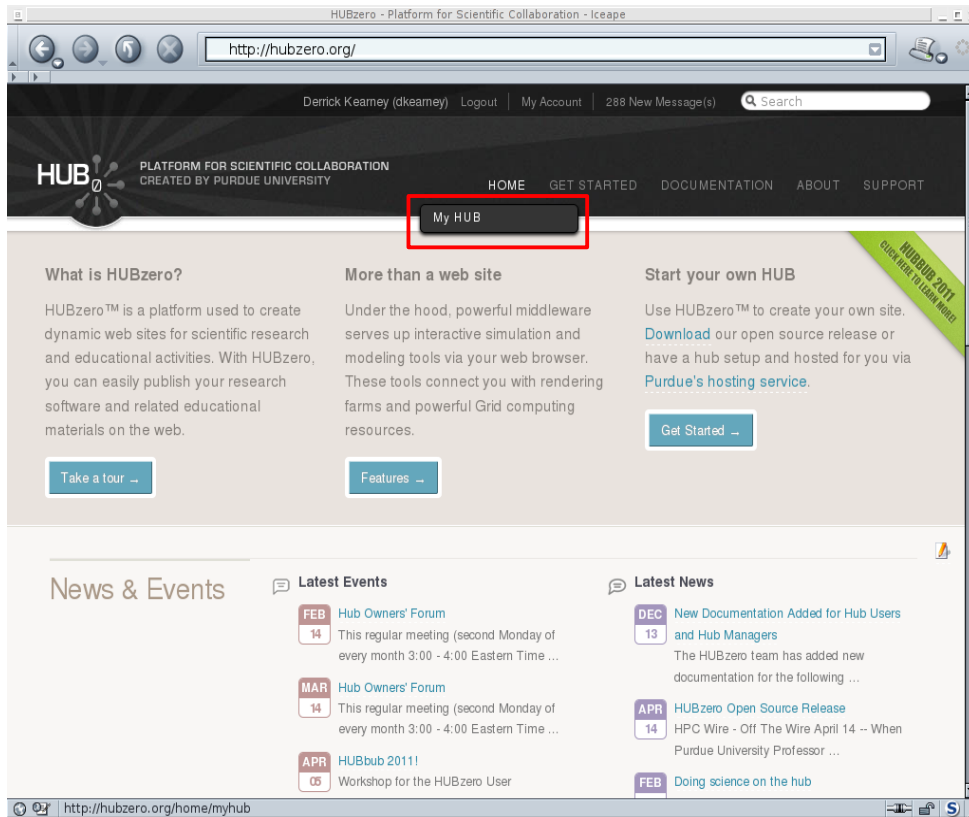 HUBzero - Platform for Scientific Collaboration - Iceape
http://hubzero.org/
Derrick Kearney (dkearney) Logout My Account 288 New Message(s) Search
HUB0
PLATFORM FOR SCIENTIFIC COLLABORATION
CREATED BY PURDUE UNIVERSITY
HOME GET STARTED DOCUMENTATION ABOUT SUPPORT
My HUB
HUBBUB 2011
CLICK HERE TO LEARN MORE!
What is HUBzero?
HUBzero™ is a platform used to create
dynamic web sites for scientific research
and educational activities. With HUBzero,
you can easily publish your research
software and related educational
materials on the web.
Take a tour →
More than a web site
Under the hood, powerful middleware
serves up interactive simulation and
modeling tools via your web browser.
These tools connect you with rendering
farms and powerful Grid computing
resources.
Features →
Start your own HUB
Use HUBzero™ to create your own site.
Download our open source release or
have a hub setup and hosted for you via
Purdue's hosting service.
Get Started →
News & Events
Latest Events
FEB
14
Hub Owners' Forum
This regular meeting (second Monday of
every month 3:00 - 4:00 Eastern Time ...
MAR
14
Hub Owners' Forum
This regular meeting (second Monday of
every month 3:00 - 4:00 Eastern Time ...
APR
05
HUBbub 2011!
Workshop for the HUBzero User
Latest News
DEC
13
New Documentation Added for Hub Users
and Hub Managers
The HUBzero team has added new
documentation for the following ...
APR
14
HUBzero Open Source Release
HPC Wire - Off The Wire April 14 -- When
Purdue University Professor ...
FEB
Doing science on the hub
http://hubzero.org/home/myhub